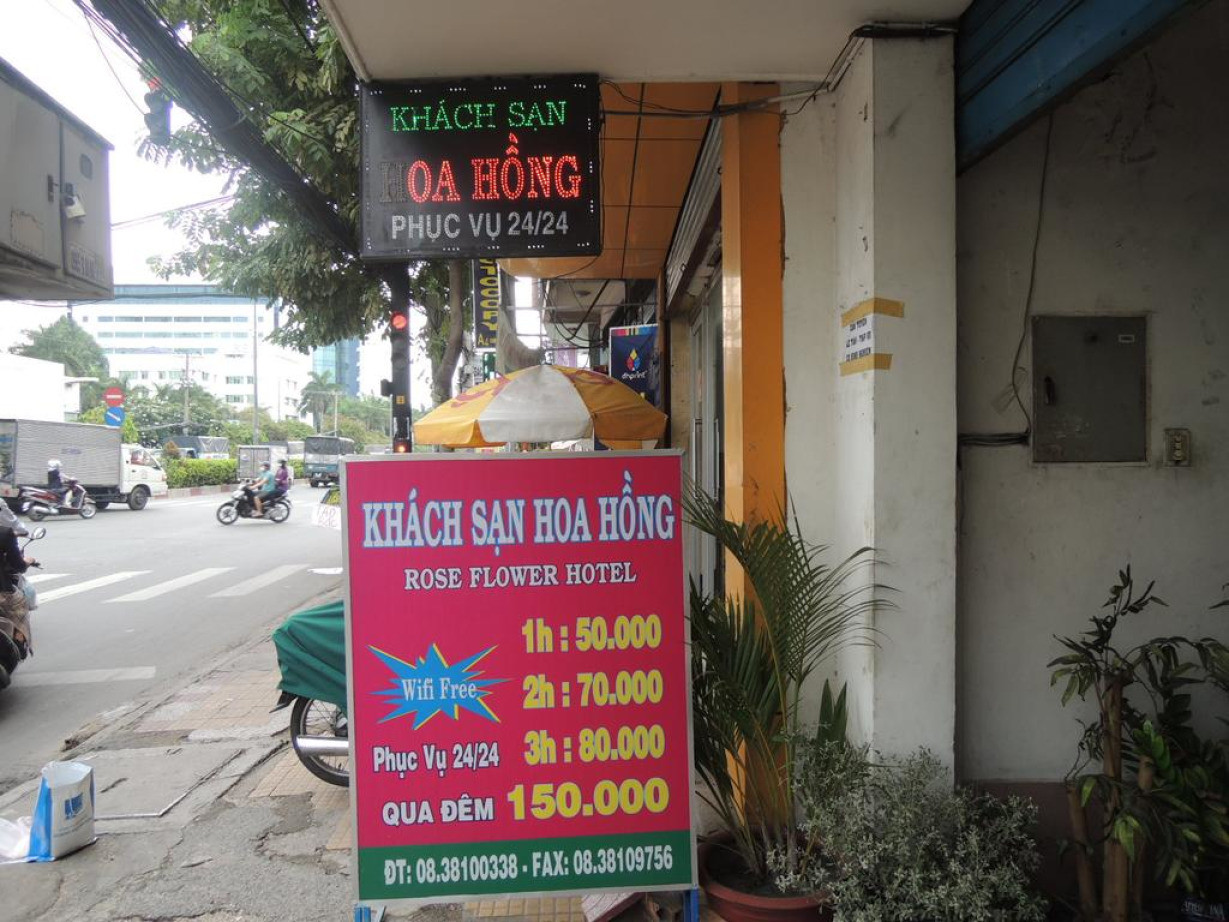 KHÁCH SẠN
HOA HỒNG
PHỤC VỤ 24/24
KHÁCH SẠN HOA HỒNG
ROSE FLOWER HOTEL
1h : 50.000
Wifi Free
2h : 70.000
Phục Vụ 24/24
3h : 80.000
QUA ĐÊM 150.000
ĐT: 08.38100338 - FAX: 08.38109756